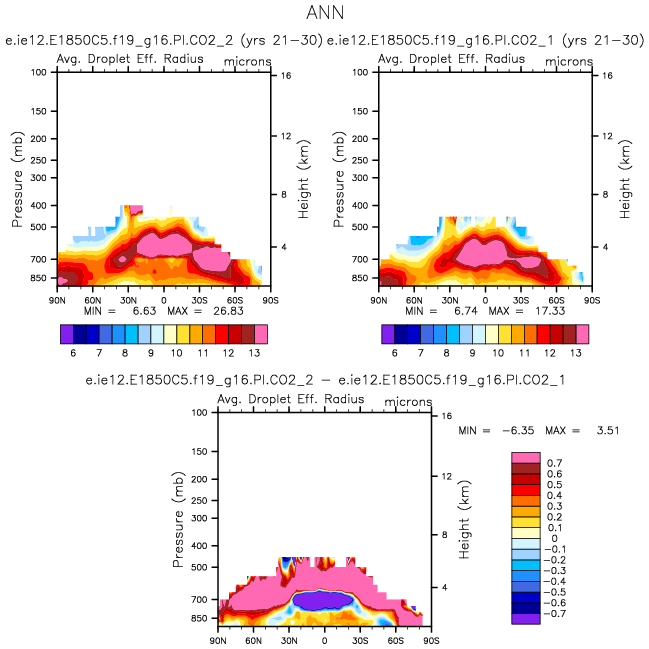 ANN
e.ie12.E1850C5.f19_g16.PI.CO2_2 (yrs 21-30) e.ie12.E1850C5.f19_g16.PI.CO2_1 (yrs 21-30)
Avg. Droplet Eff. Radius microns
Pressure (mb)
100
150
200
250
300
400
500
700
850
16
12
8
4
Height (km)
90N 60N 30N 0 30S 60S 90S
MIN = 6.63 MAX = 26.83
6 7 8 9 10 11 12 13
Avg. Droplet Eff. Radius microns
Pressure (mb)
100
150
200
250
300
400
500
700
850
16
12
8
4
Height (km)
90N 60N 30N 0 30S 60S 90S
MIN = 6.74 MAX = 17.33
6 7 8 9 10 11 12 13
e.ie12.E1850C5.f19_g16.PI.CO2_2 - e.ie12.E1850C5.f19_g16.PI.CO2_1
Avg. Droplet Eff. Radius microns
Pressure (mb)
100
150
200
250
300
400
500
700
850
16
12
8
4
Height (km)
90N 60N 30N 0 30S 60S 90S
MIN = -6.35 MAX = 3.51
0.7
0.6
0.5
0.4
0.3
0.2
0.1
0
-0.1
-0.2
-0.3
-0.4
-0.5
-0.6
-0.7